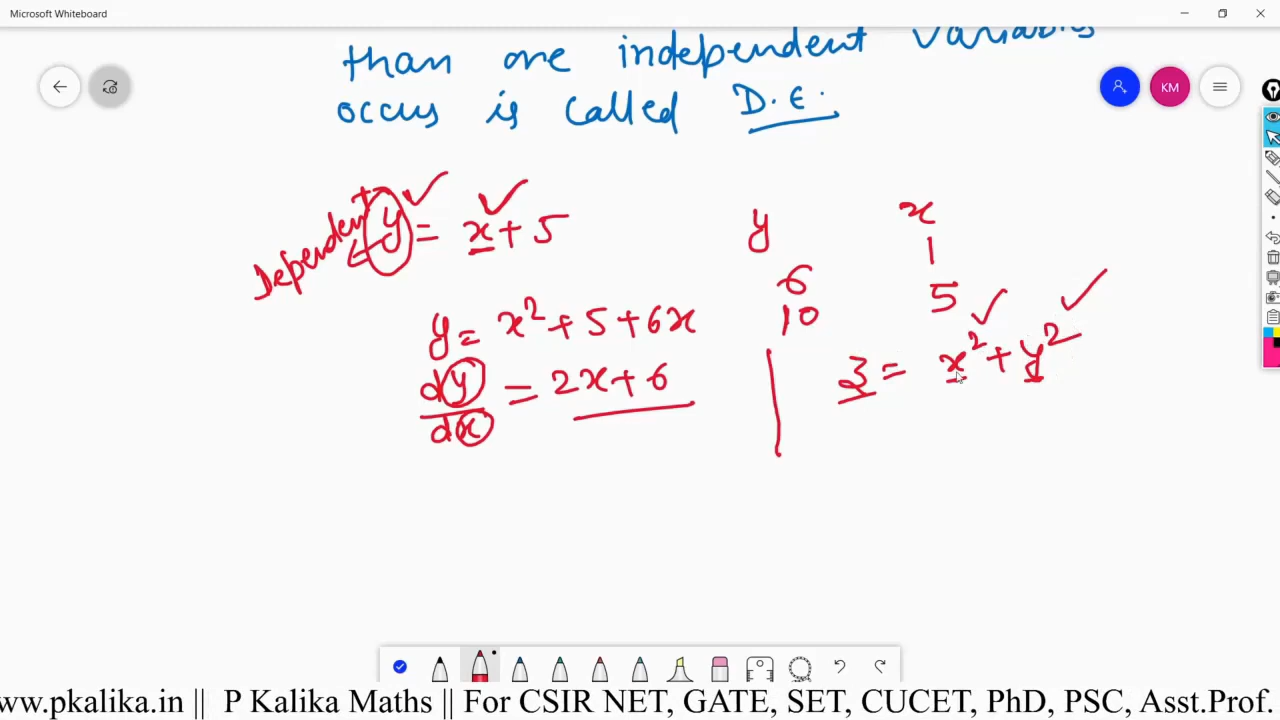 Microsoft Whiteboard
than one independent variables
occus is called D.E.
KM
Dependent y = x + 5
y x
6 1
10 5
y = x² + 5 + 6x
dy/dx = 2x + 6
z = x² + y²
www.pkalika.in || P Kalika Maths || For CSIR NET, GATE, SET, CUCET, PhD, PSC, Asst.Prof.